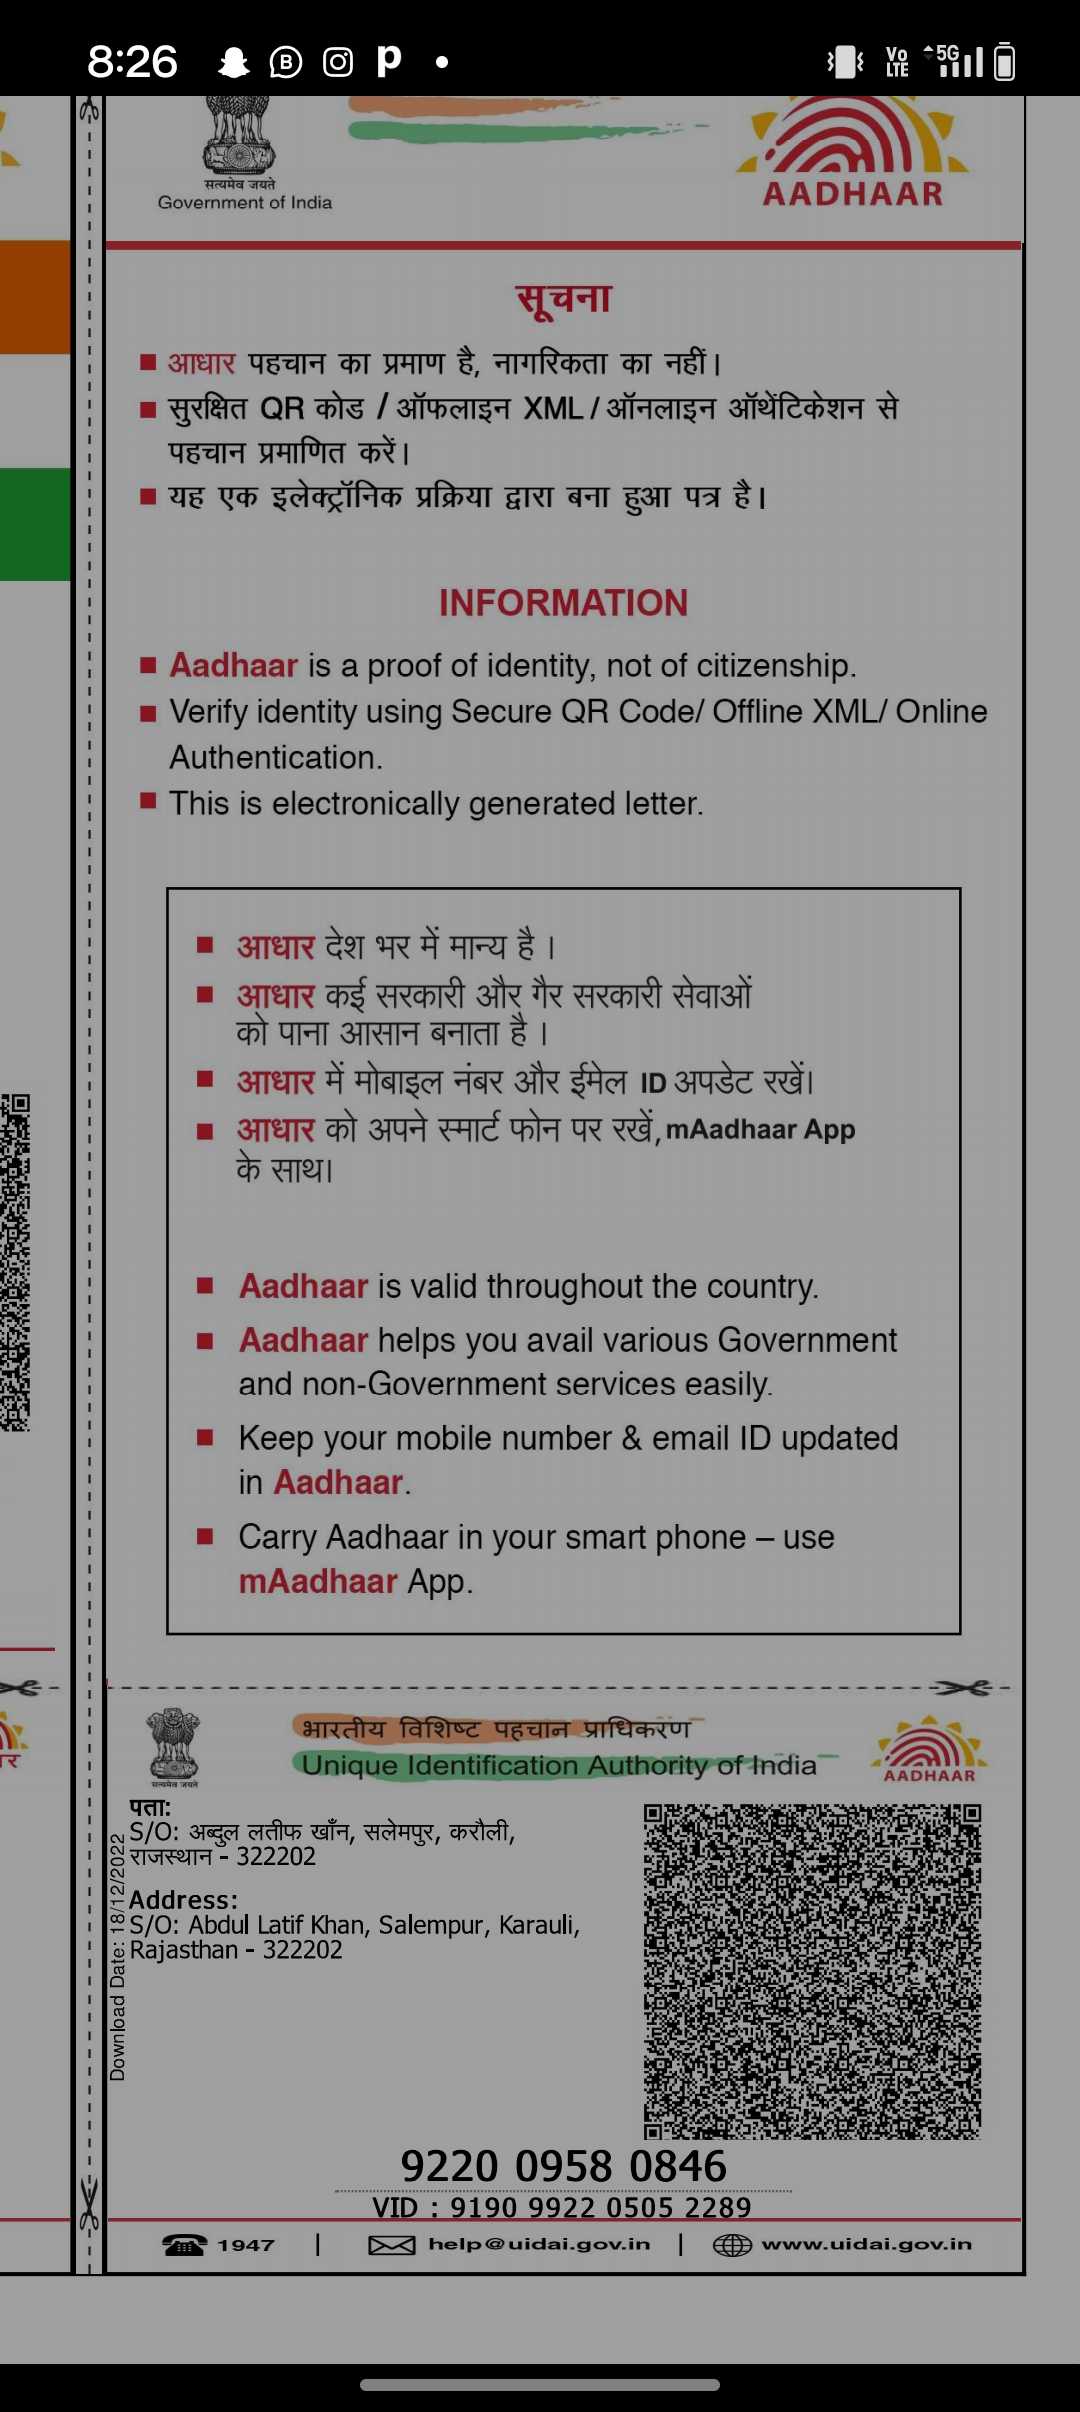 8:26
Vo LTE 5G
सत्यमेव जयते
Government of India
AADHAAR
सूचना
आधार पहचान का प्रमाण है, नागरिकता का नहीं।
सुरक्षित QR कोड / ऑफलाइन XML / ऑनलाइन ऑथेंटिकेशन से
पहचान प्रमाणित करें।
यह एक इलेक्ट्रॉनिक प्रक्रिया द्वारा बना हुआ पत्र है।
INFORMATION
Aadhaar is a proof of identity, not of citizenship.
Verify identity using Secure QR Code/ Offline XML/ Online
Authentication.
This is electronically generated letter.
आधार देश भर में मान्य है ।
आधार कई सरकारी और गैर सरकारी सेवाओं
को पाना आसान बनाता है ।
आधार में मोबाइल नंबर और ईमेल ID अपडेट रखें।
आधार को अपने स्मार्ट फोन पर रखें, mAadhaar App
के साथ।
Aadhaar is valid throughout the country.
Aadhaar helps you avail various Government
and non-Government services easily.
Keep your mobile number & email ID updated
in Aadhaar.
Carry Aadhaar in your smart phone – use
mAadhaar App.
भारतीय विशिष्ट पहचान प्राधिकरण
Unique Identification Authority of India
सत्यमेव जयते
AADHAAR
पता:
S/O: अब्दुल लतीफ खाँन, सलेमपुर, करौली,
राजस्थान - 322202
Address:
S/O: Abdul Latif Khan, Salempur, Karauli,
Rajasthan - 322202
Download Date: 18/12/2022
9220 0958 0846
VID : 9190 9922 0505 2289
1947 | help@uidai.gov.in | www.uidai.gov.in